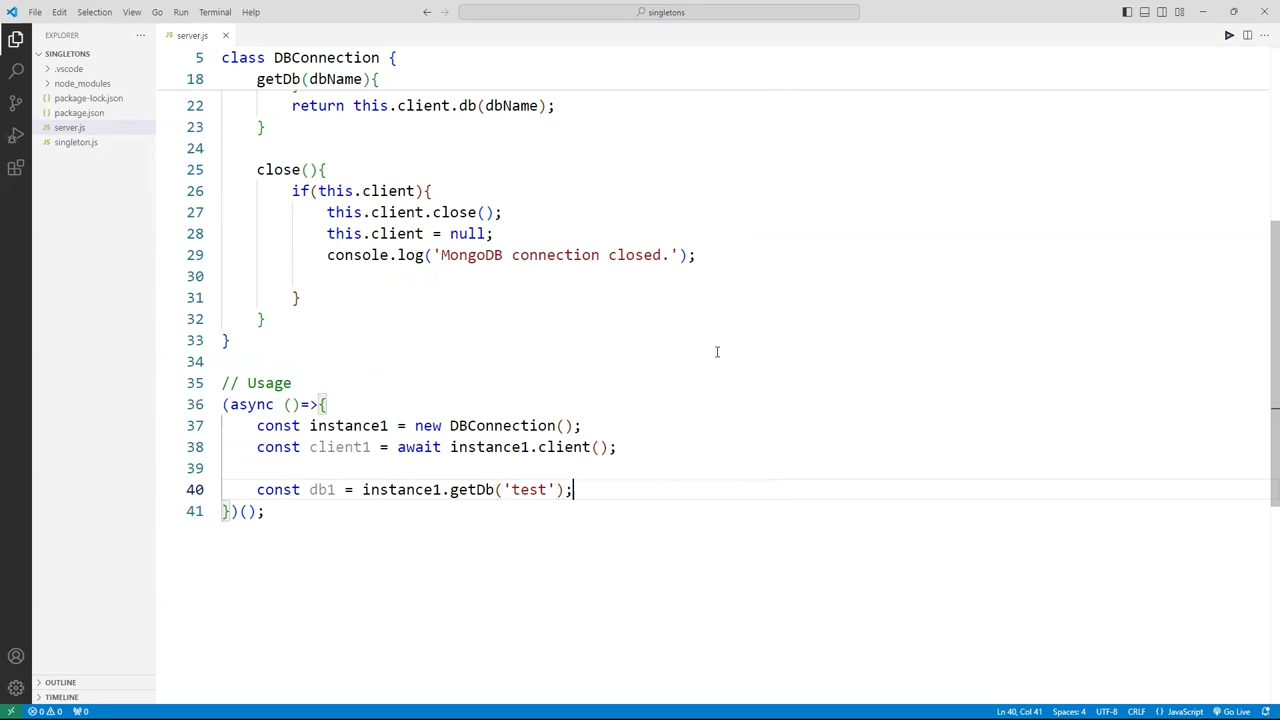 File Edit Selection View Go Run Terminal Help
singletons
EXPLORER
server.js
SINGLETONS
.vscode
node_modules
package-lock.json
package.json
JS server.js
JS singleton.js
OUTLINE
TIMELINE
5 class DBConnection {
18 getDb(dbName){
22 return this.client.db(dbName);
23 }
24
25 close(){
26 if(this.client){
27 this.client.close();
28 this.client = null;
29 console.log('MongoDB connection closed.');
30
31 }
32 }
33 }
34
35 // Usage
36 (async ()=>{
37 const instance1 = new DBConnection();
38 const client1 = await instance1.client();
39
40 const db1 = instance1.getDb('test');
41 })();
0 0 0
Ln 40, Col 41 Spaces: 4 UTF-8 CRLF {} JavaScript Go Live